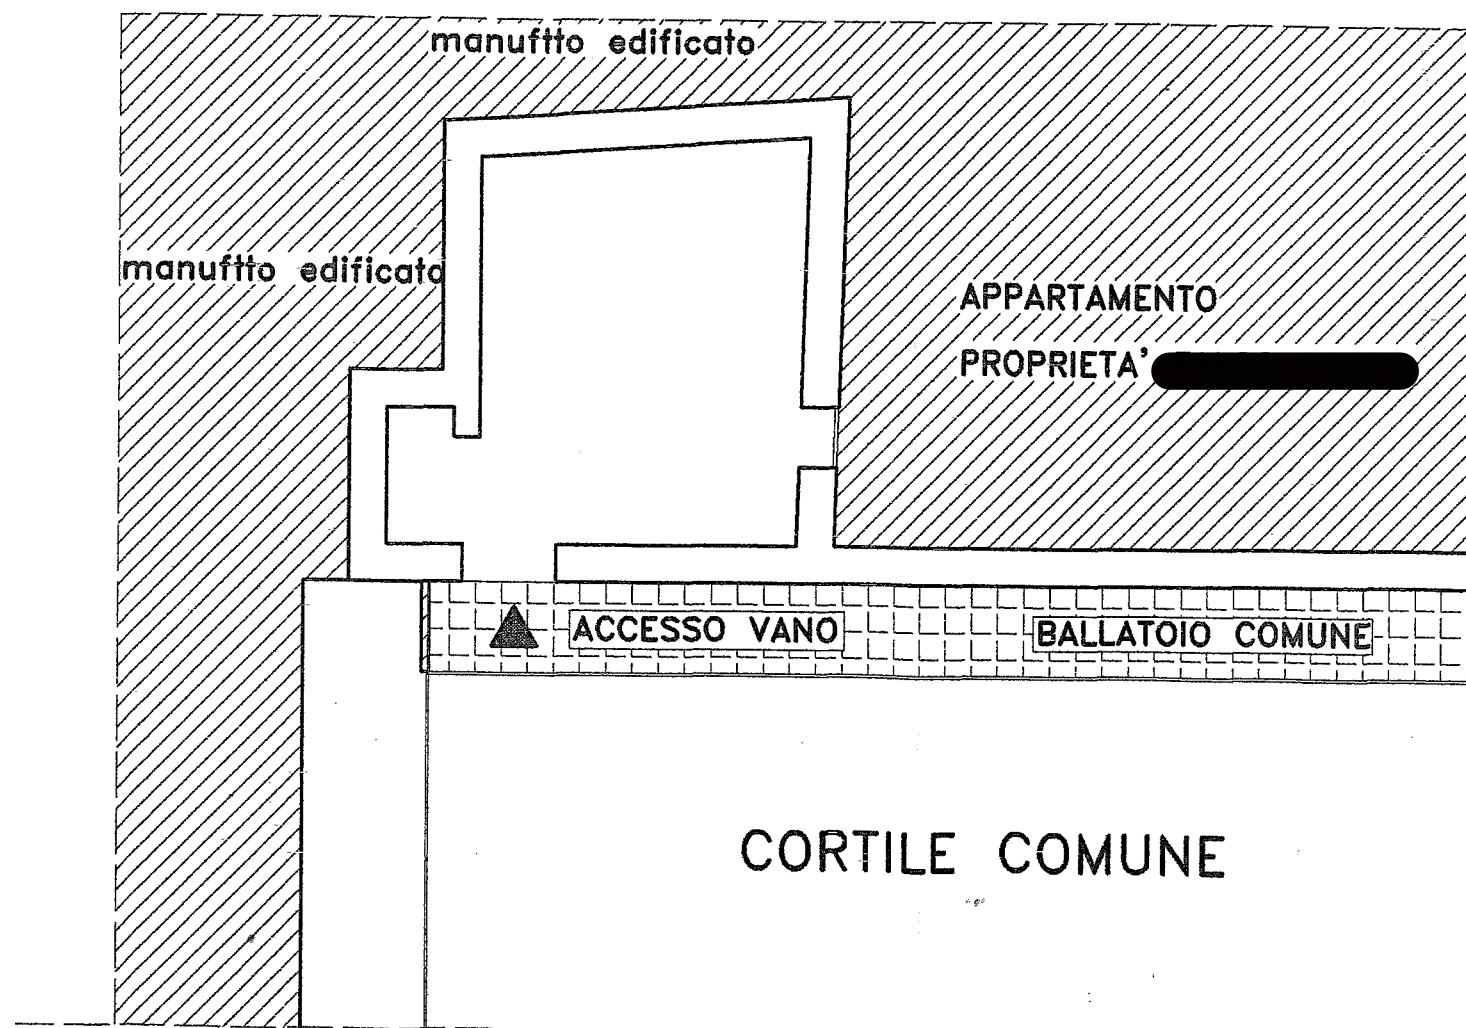 manuftto edificato
manuftto edificato
APPARTAMENTO
PROPRIETA'
ACCESSO VANO
BALLATOIO COMUNE
CORTILE COMUNE